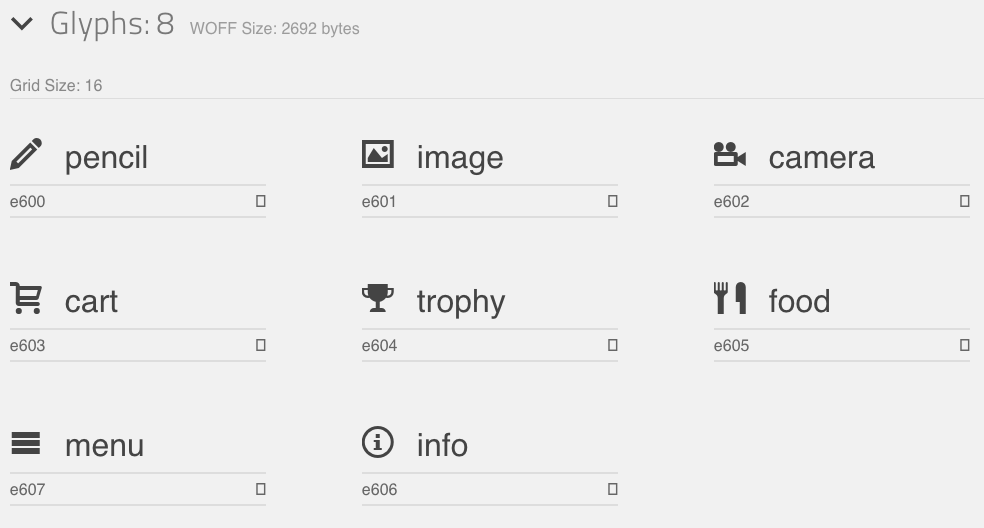 Glyphs: 8 WOFF Size: 2692 bytes
Grid Size: 16
pencil image camera
e600 e601 e602
cart trophy food
e603 e604 e605
menu info
e607 e606